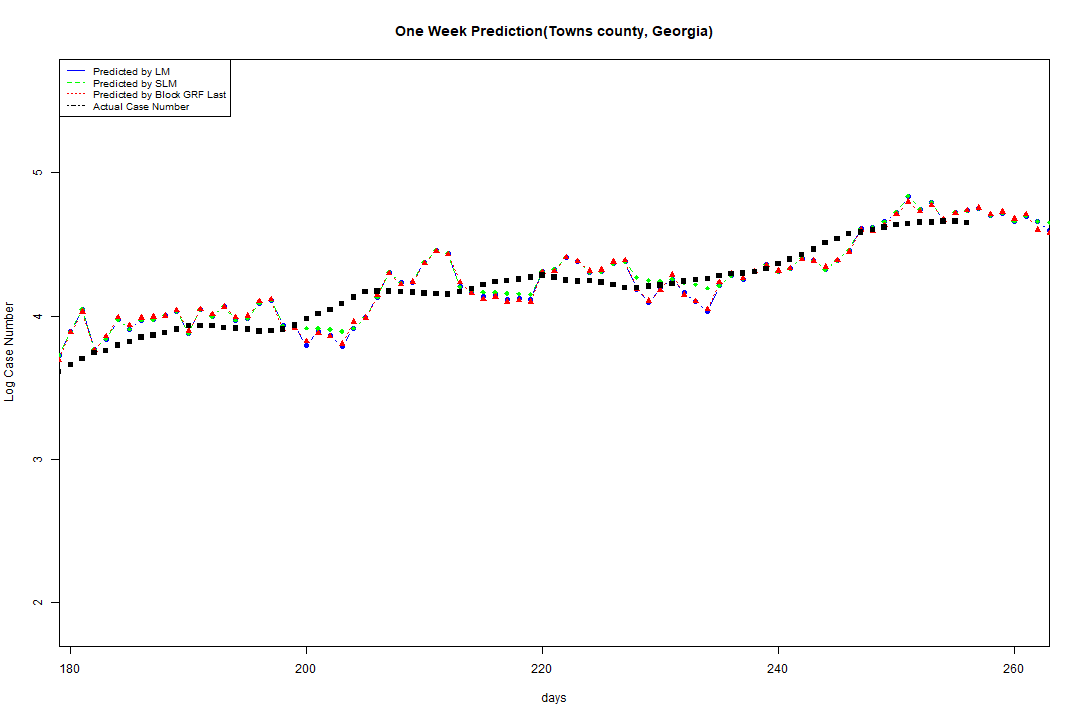 One Week Prediction(Towns county, Georgia)
Predicted by LM
Predicted by SLM
Predicted by Block GRF Last
Actual Case Number
5
4
3
2
Log Case Number
180 200 220 240 260
days